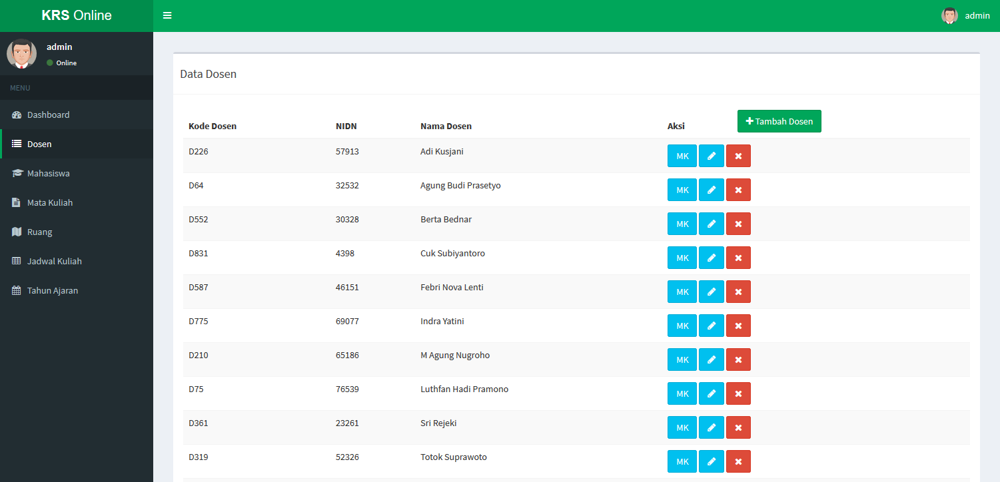 KRS Online
admin
admin
Online
MENU
Dashboard
Dosen
Mahasiswa
Mata Kuliah
Ruang
Jadwal Kuliah
Tahun Ajaran
Data Dosen
Kode Dosen NIDN Nama Dosen Aksi Tambah Dosen
D226 57913 Adi Kusjani MK
D64 32532 Agung Budi Prasetyo MK
D552 30328 Berta Bednar MK
D831 4398 Cuk Subiyantoro MK
D587 46151 Febri Nova Lenti MK
D775 69077 Indra Yatini MK
D210 65186 M Agung Nugroho MK
D75 76539 Luthfan Hadi Pramono MK
D361 23261 Sri Rejeki MK
D319 52326 Totok Suprawoto MK